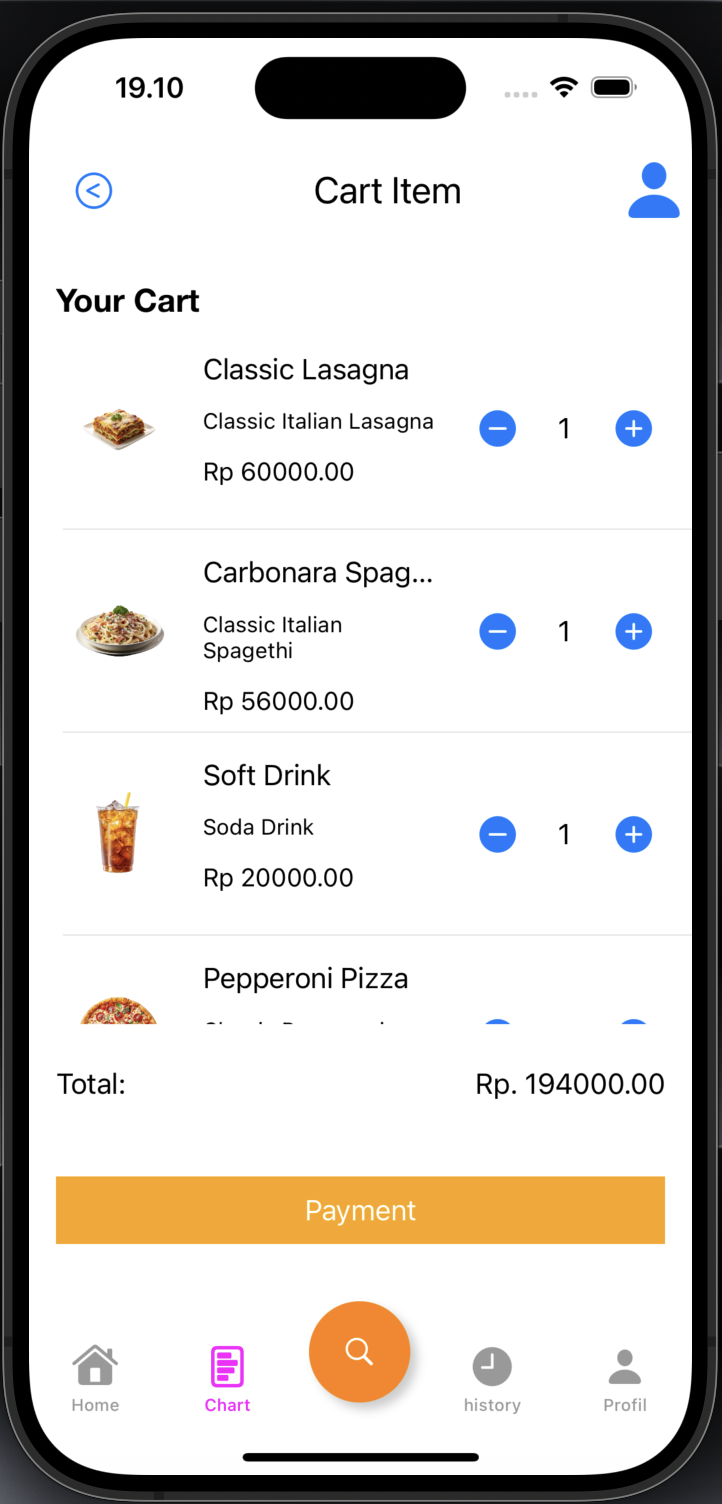 19.10
Cart Item
Your Cart
Classic Lasagna
Classic Italian Lasagna
Rp 60000.00
1
Carbonara Spag...
Classic Italian
Spagethi
Rp 56000.00
1
Soft Drink
Soda Drink
Rp 20000.00
1
Pepperoni Pizza
Total:
Rp. 194000.00
Payment
Home
Chart
history
Profil